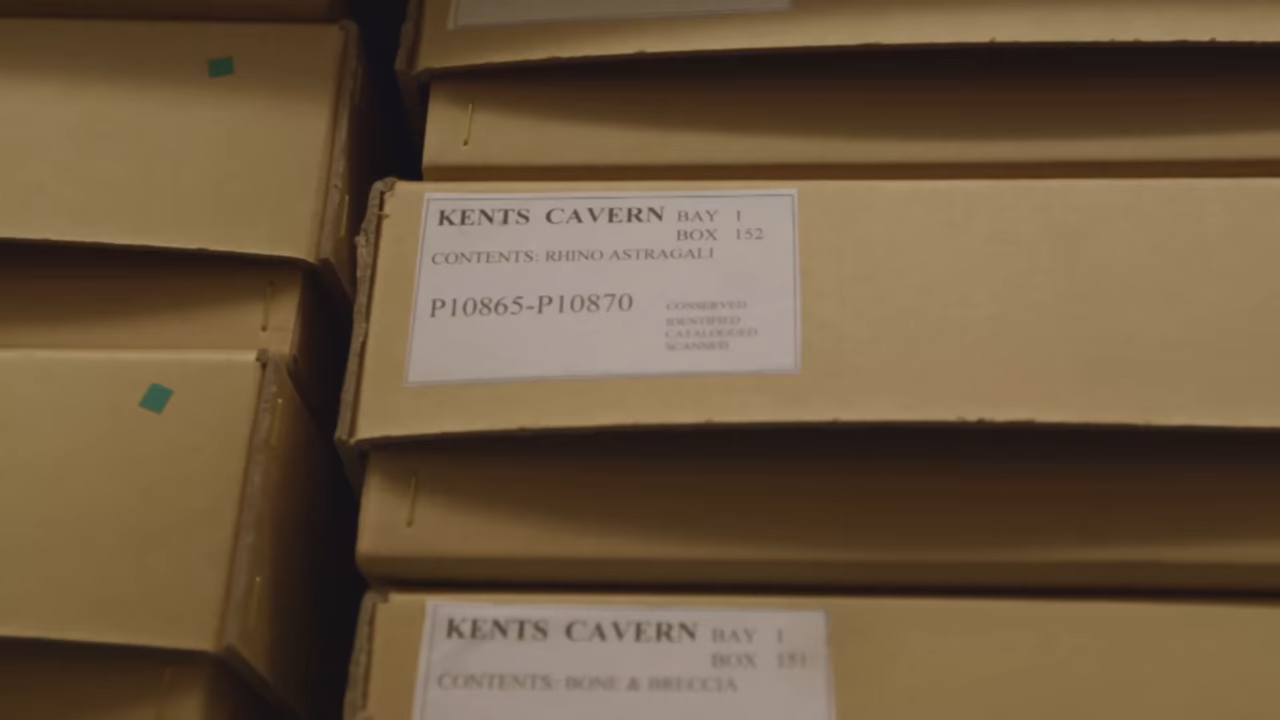 KENTS CAVERN BAY 1
BOX 152
CONTENTS: RHINO ASTRAGALI
P10865-P10870
CONSERVED
IDENTIFIED
CATALOGUED
SCANNED
KENTS CAVERN BAY 1
BOX 151
CONTENTS: BONE & BRECCIA